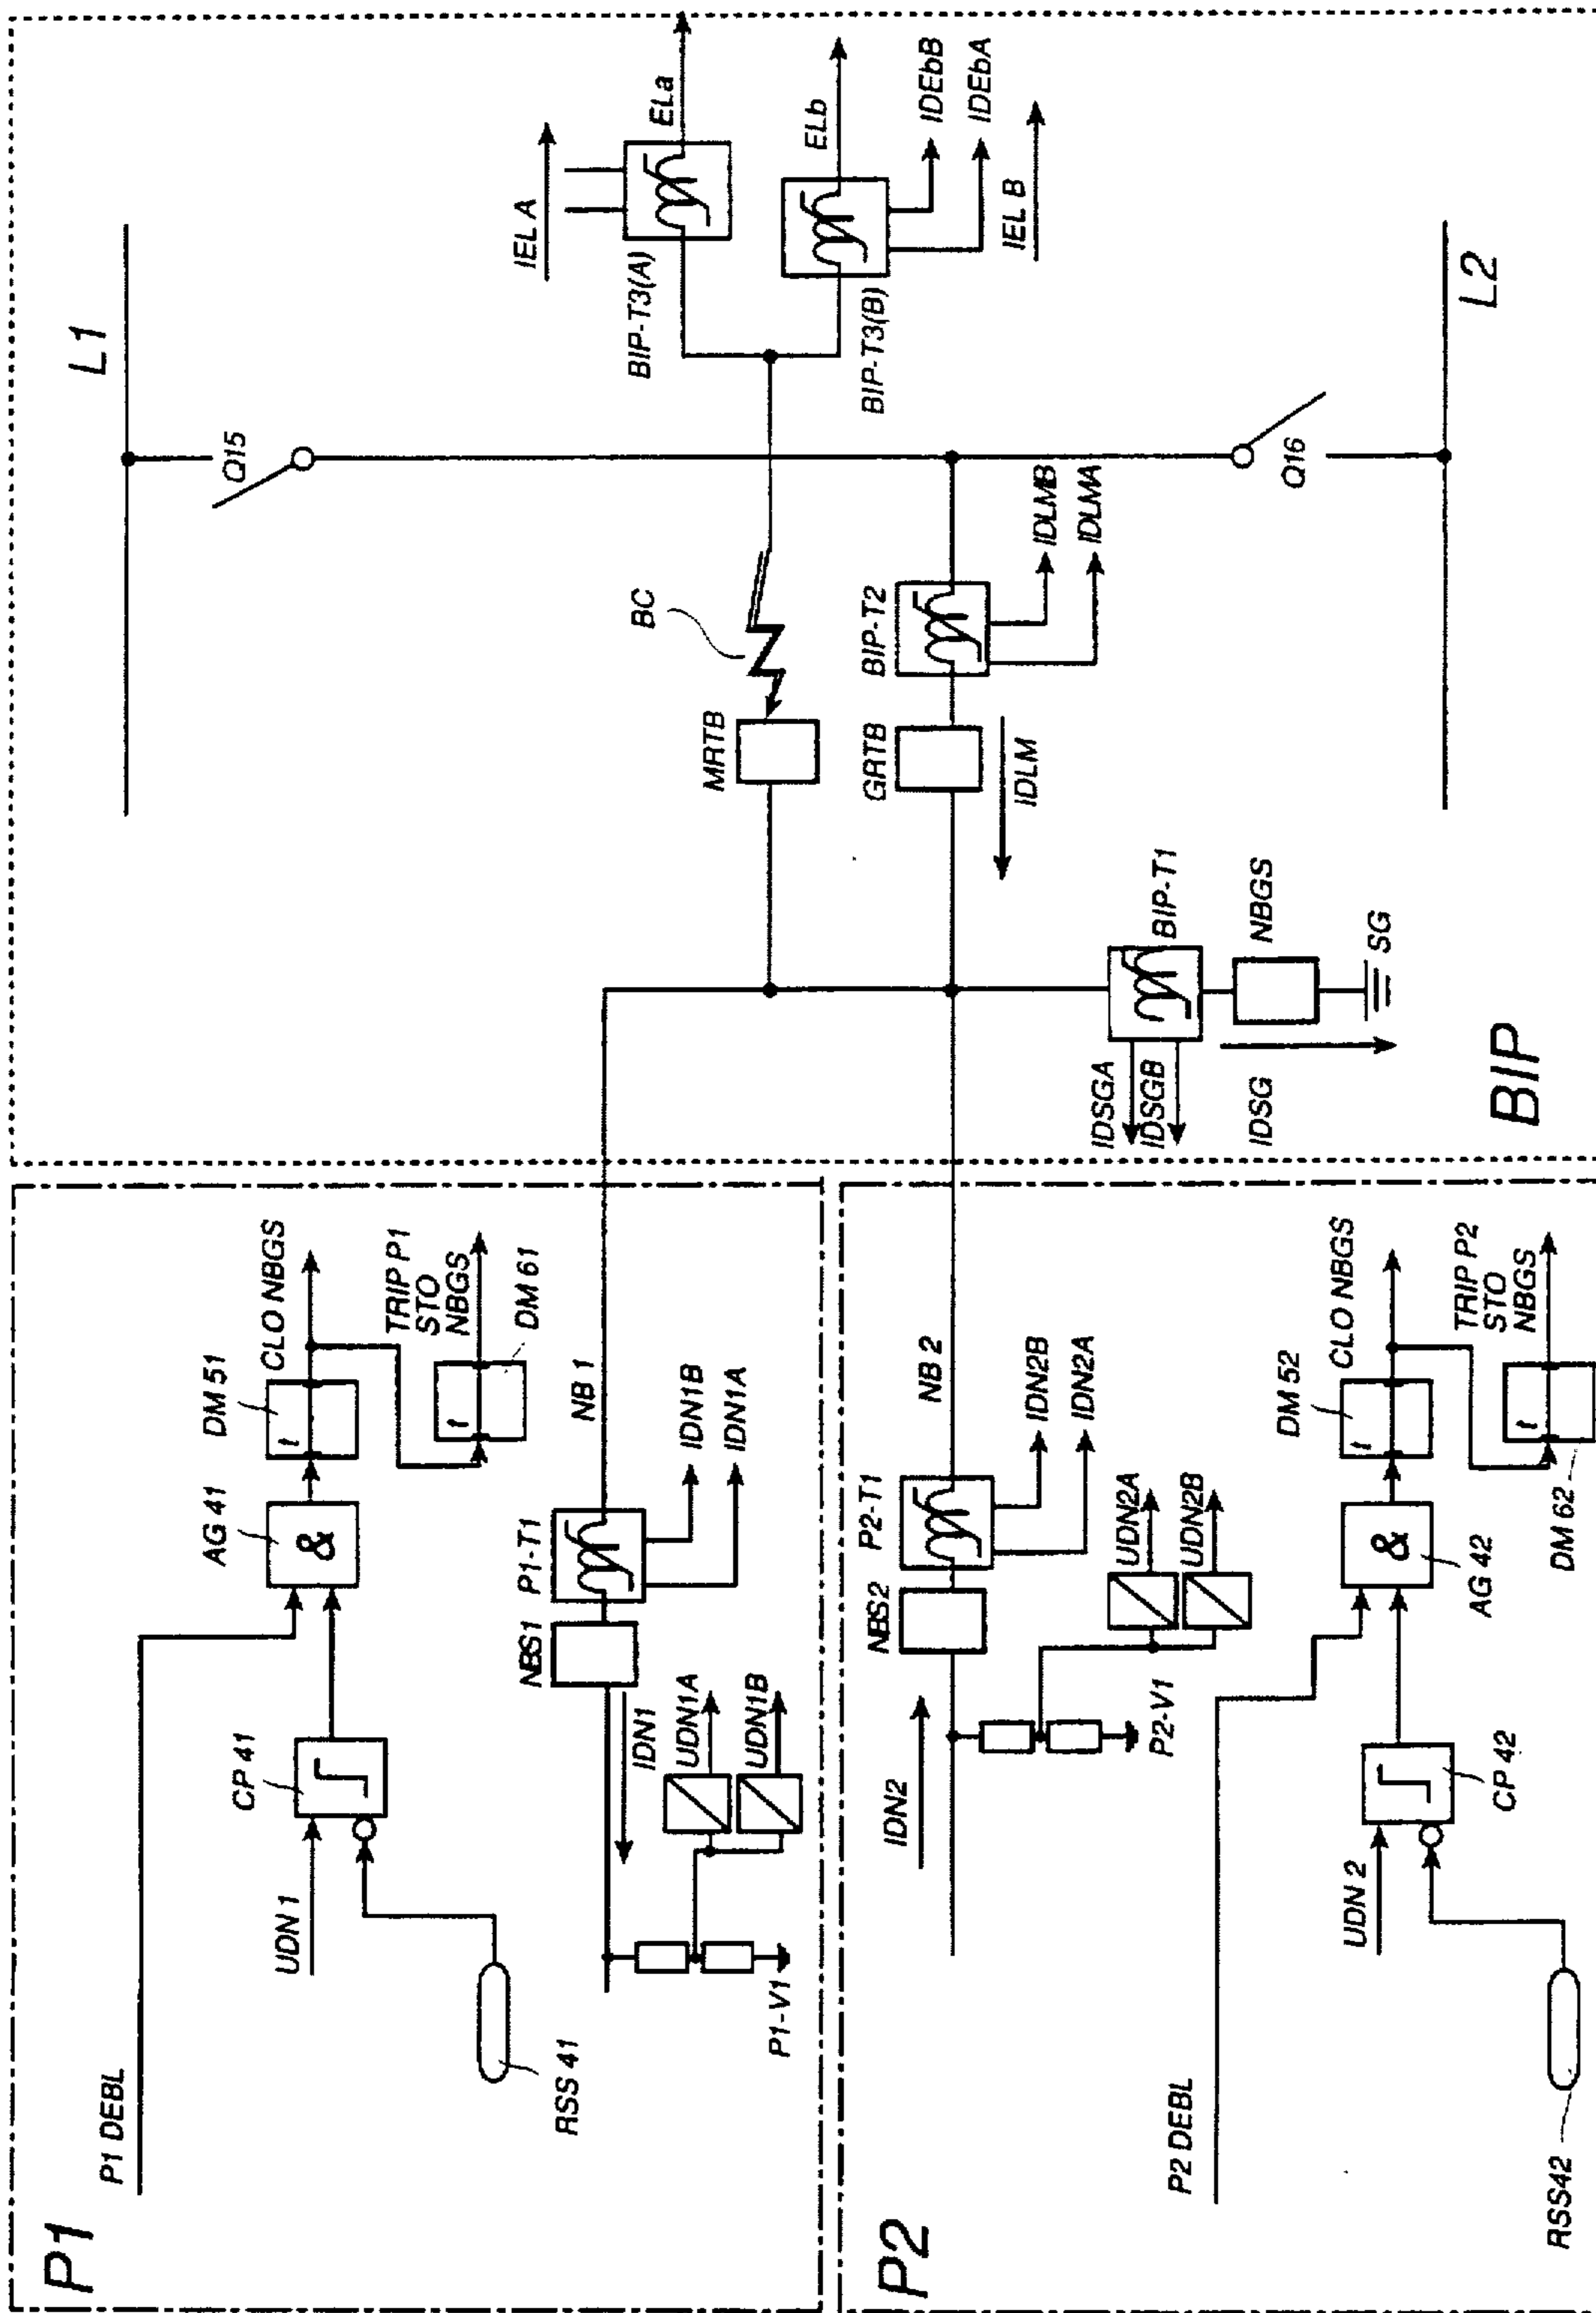 P1
P1 DEBL
UDN 1
RSS 41
CP 41
AG 41
&
DM 51
t
CLO NBGS
TRIP P1
STO
NBGS
t
DM 61
P1-V1
UDN1A
UDN1B
IDN1
NBS1
P1-T1
NB 1
IDN1B
IDN1A
P2
P2 DEBL
UDN 2
RSS42
CP 42
AG 42
&
DM 52
t
CLO NBGS
TRIP P2
STO
NBGS
t
DM 62
IDN2
P2-V1
UDN2A
UDN2B
NBS2
P2-T1
NB 2
IDN2B
IDN2A
BIP
L1
Q15
IEL A
ELa
BIP-T3(A)
ELb
BIP-T3(B)
IDEbB
IDEbA
IEL B
BC
MRTB
GRTB
BIP-T2
IDLMB
IDLMA
IDLM
Q16
L2
BIP-T1
NBGS
SG
IDSGA
IDSGB
IDSG